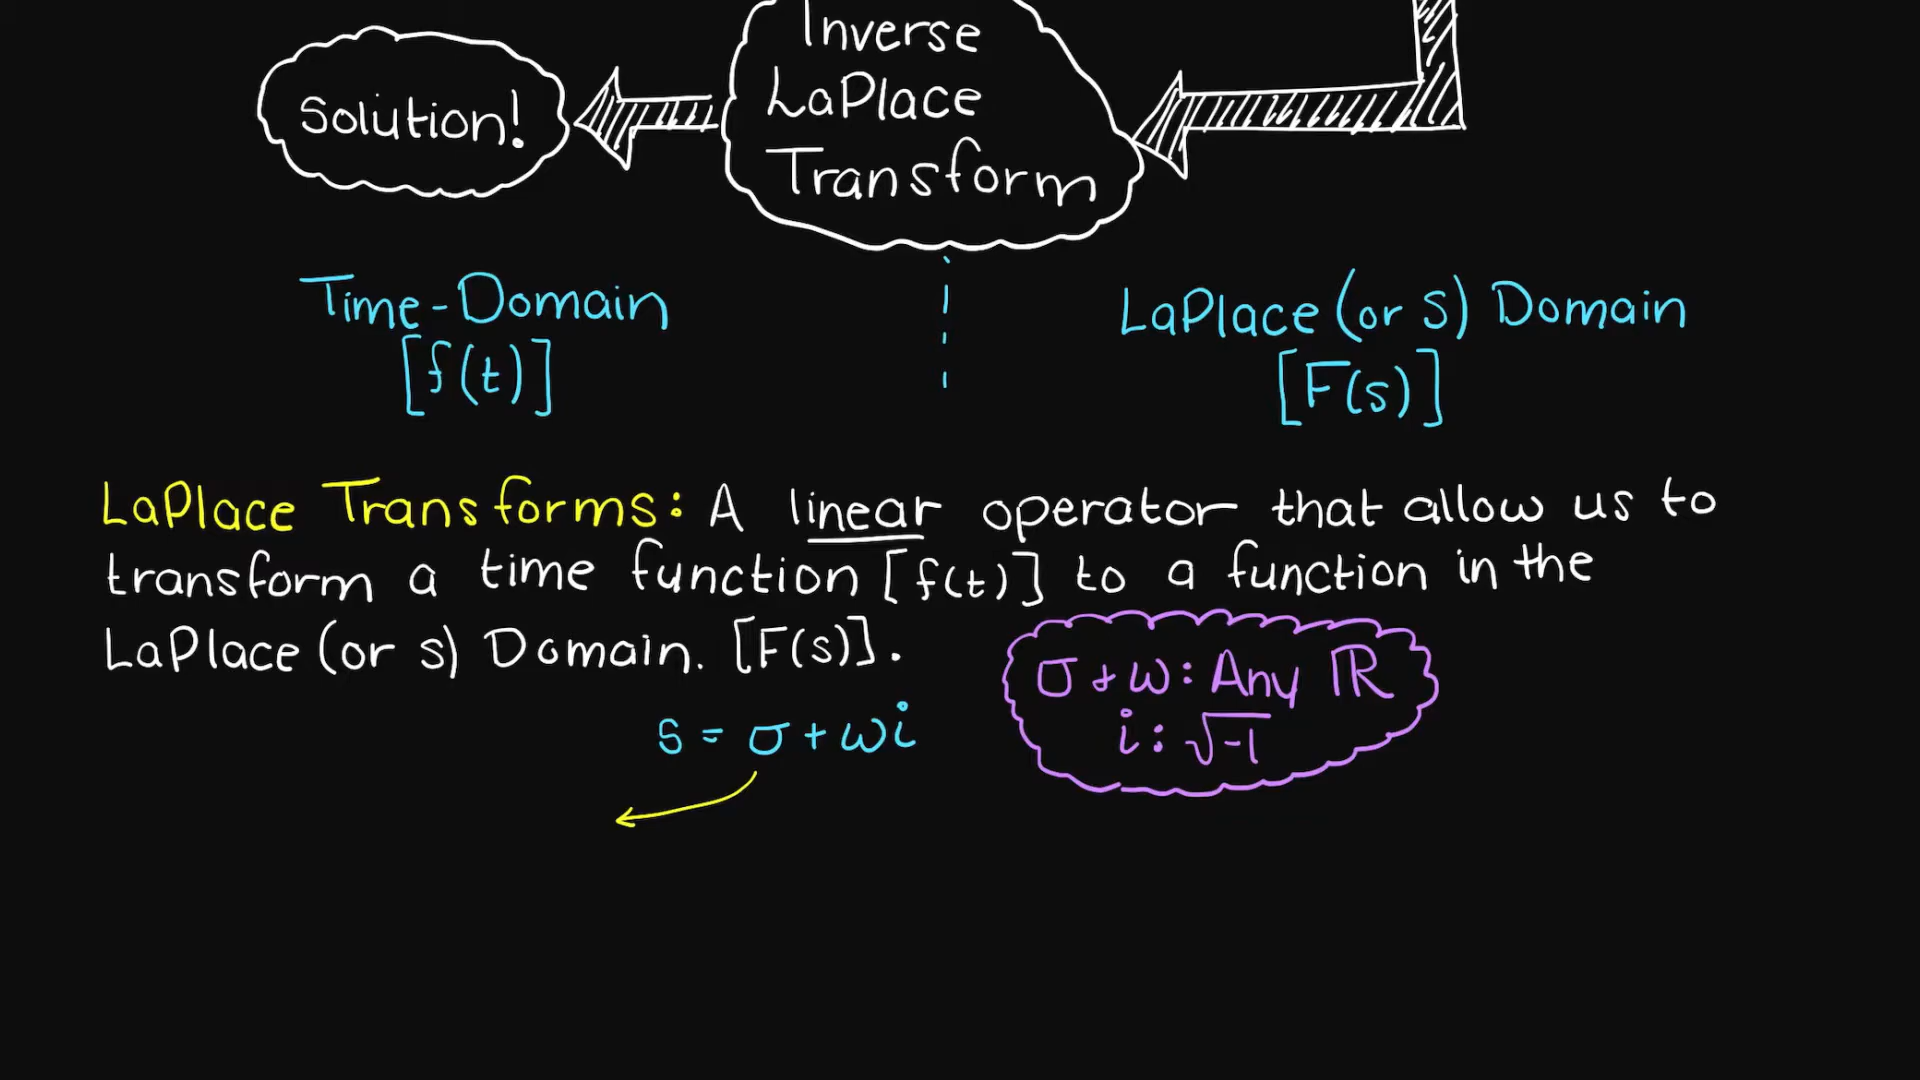 Solution!
Inverse
LaPlace
Transform
Time-Domain
[f(t)]
LaPlace (or s) Domain
[F(s)]
LaPlace Transforms: A linear operator that allow us to
transform a time function [f(t)] to a function in the
LaPlace (or s) Domain. [F(s)].
σ + ω: Any ℝ
i: √-1
s = σ + ωi